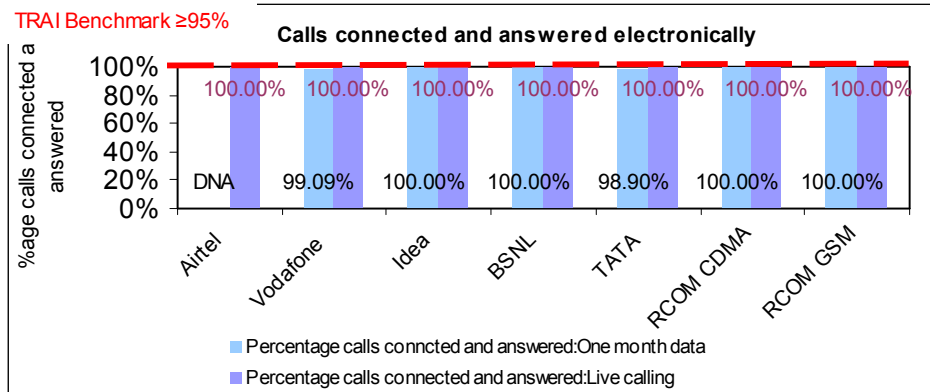 TRAI Benchmark ≥95%
Calls connected and answered electronically
%age calls connected a
answered
100%
80%
60%
40%
20%
0%
100.00% 100.00% 100.00% 100.00% 100.00% 100.00% 100.00%
DNA 99.09% 100.00% 100.00% 98.90% 100.00% 100.00%
Airtel
Vodafone
Idea
BSNL
TATA
RCOM CDMA
RCOM GSM
Percentage calls conncted and answered:One month data
Percentage calls connected and answered:Live calling